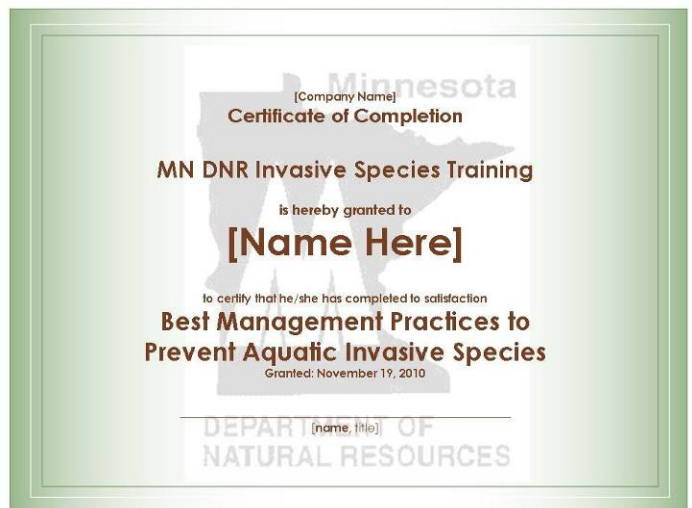 Minnesota
[Company Name]
Certificate of Completion
MN DNR Invasive Species Training
is hereby granted to
[Name Here]
to certify that he/she has completed to satisfaction
Best Management Practices to
Prevent Aquatic Invasive Species
Granted: November 19, 2010
DEPARTMENT OF
[name, title]
NATURAL RESOURCES